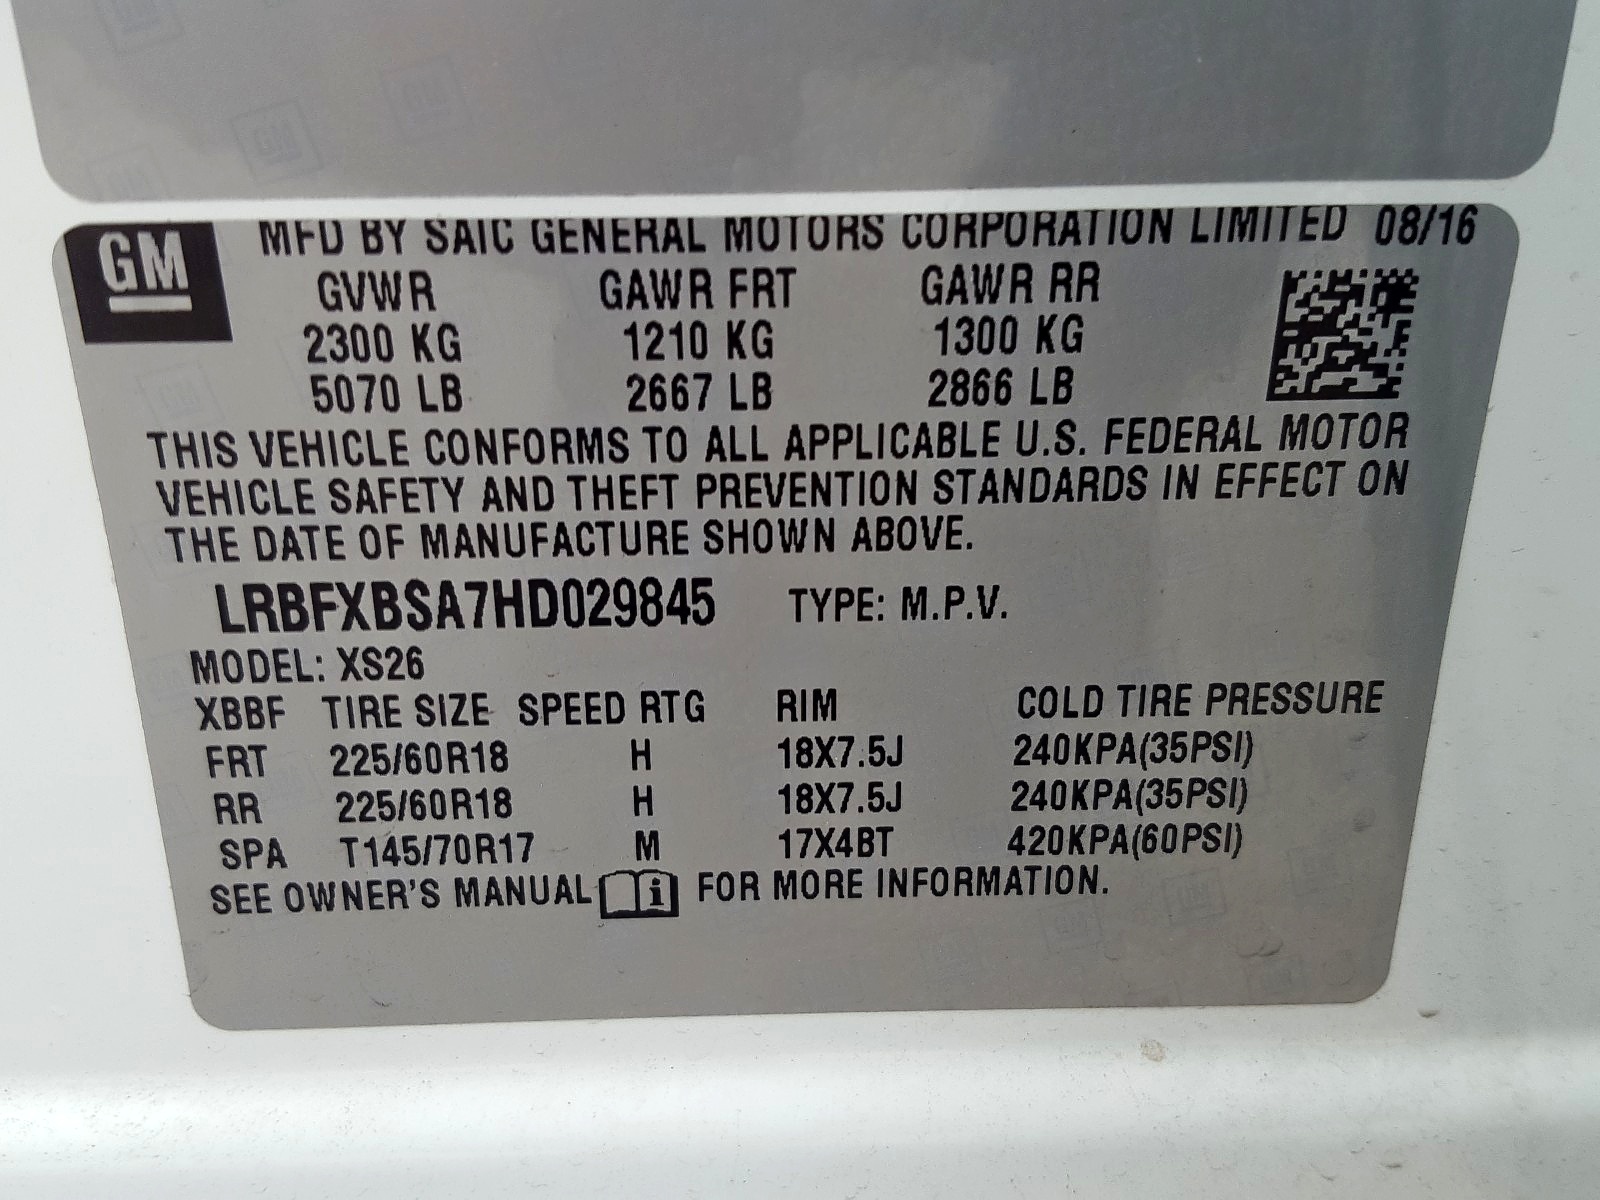 GM
MFD BY SAIC GENERAL MOTORS CORPORATION LIMITED 08/16
GVWR GAWR FRT GAWR RR
2300 KG 1210 KG 1300 KG
5070 LB 2667 LB 2866 LB
THIS VEHICLE CONFORMS TO ALL APPLICABLE U.S. FEDERAL MOTOR
VEHICLE SAFETY AND THEFT PREVENTION STANDARDS IN EFFECT ON
THE DATE OF MANUFACTURE SHOWN ABOVE.
LRBFXBSA7HD029845 TYPE: M.P.V.
MODEL: XS26
XBBF TIRE SIZE SPEED RTG RIM COLD TIRE PRESSURE
FRT 225/60R18 H 18X7.5J 240KPA(35PSI)
RR 225/60R18 H 18X7.5J 240KPA(35PSI)
SPA T145/70R17 M 17X4BT 420KPA(60PSI)
SEE OWNER'S MANUAL i FOR MORE INFORMATION.